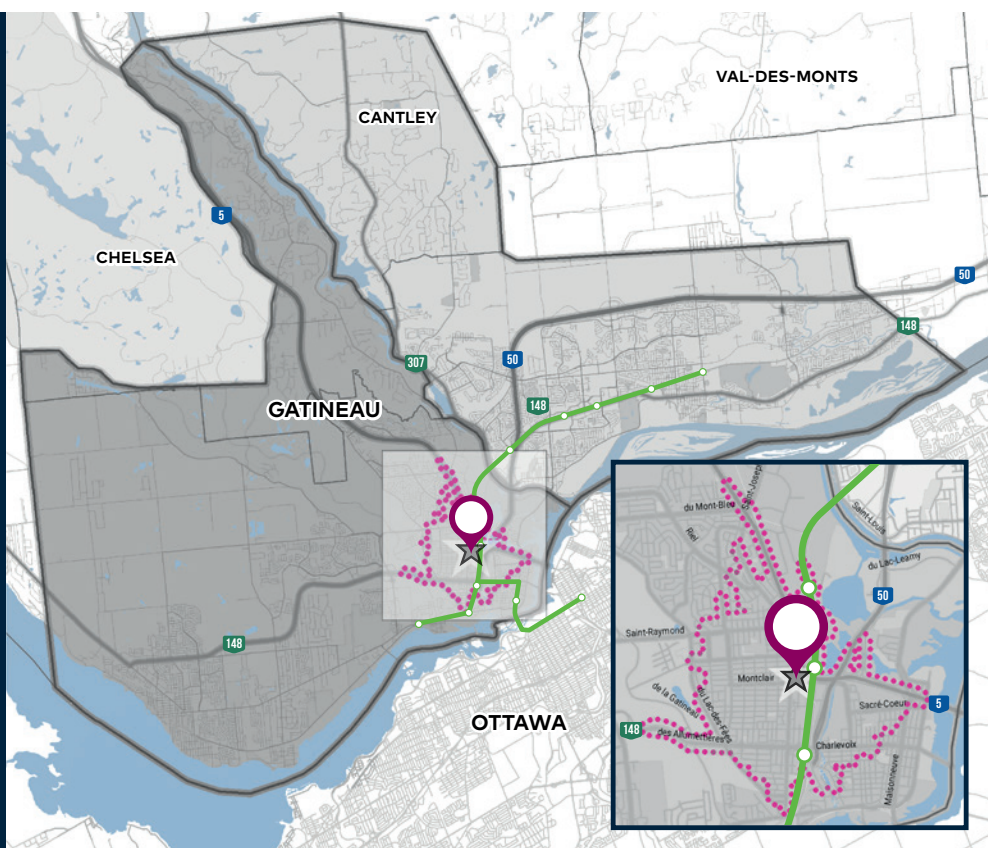 VAL-DES-MONTS
CANTLEY
5
CHELSEA
50
148
307
50
GATINEAU
148
148
OTTAWA
du Mont-Bleu
Saint-Joseph
Riel
Saint-Louis
du Lac-Leamy
50
Saint-Raymond
Montclair
de la Gatineau
du Lac-des-Fées
Sacré-Coeur
5
148
des Allumettières
Charlevoix
Maisonneuve